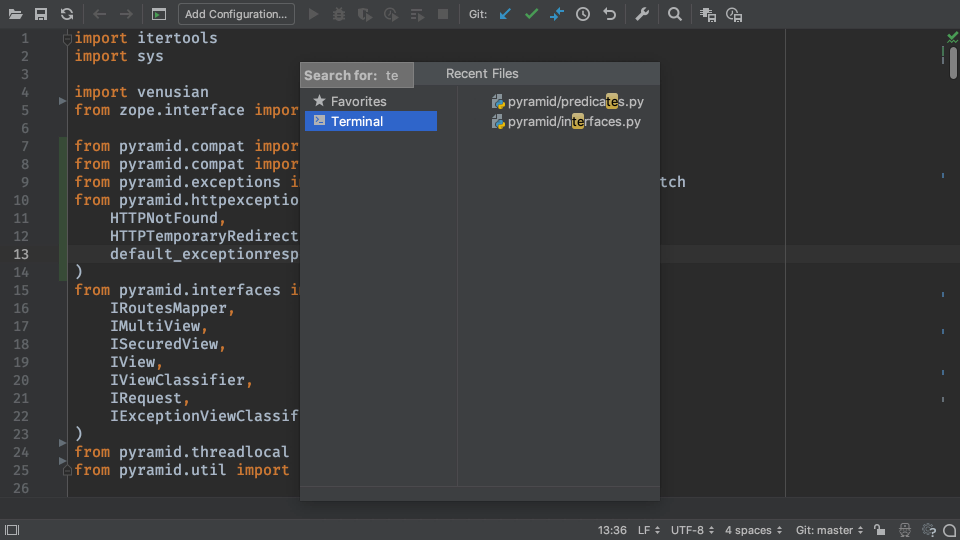 Add Configuration...
Git:
1 import itertools
2 import sys
3
4 import venusian
5 from zope.interface impor
6
7 from pyramid.compat impor
8 from pyramid.compat impor
9 from pyramid.exceptions i tch
10 from pyramid.httpexception
11 HTTPNotFound,
12 HTTPTemporaryRedirect
13 default_exceptionresp
14 )
15 from pyramid.interfaces i
16 IRoutesMapper,
17 IMultiView,
18 ISecuredView,
19 IView,
20 IViewClassifier,
21 IRequest,
22 IExceptionViewClassif
23 )
24 from pyramid.threadlocal
25 from pyramid.util import
26
Search for: te
Recent Files
Favorites
Terminal
pyramid/predicates.py
pyramid/interfaces.py
13:36 LF UTF-8 4 spaces Git: master